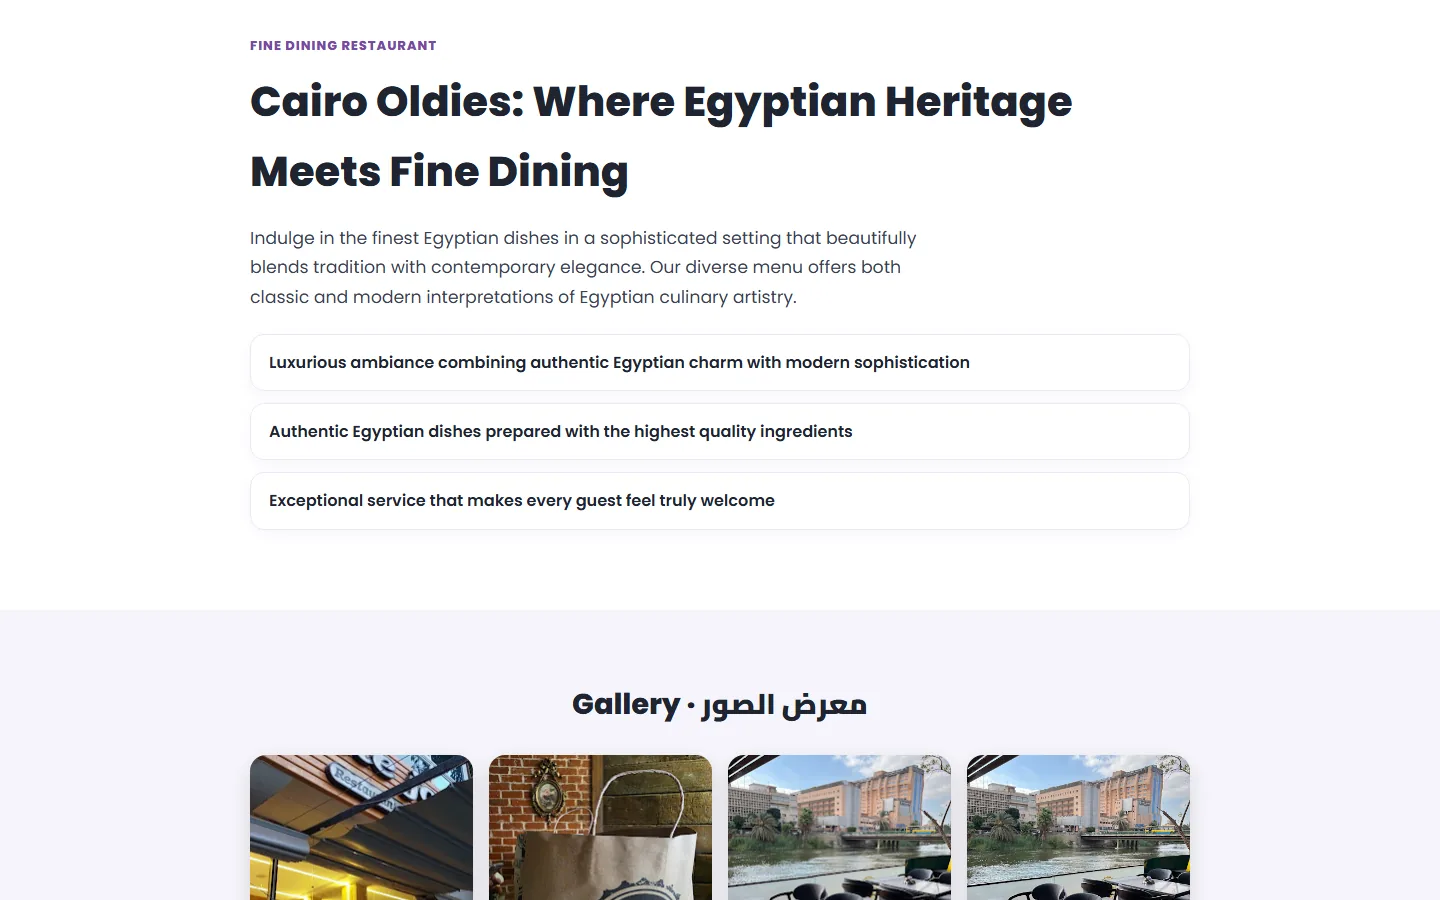 FINE DINING RESTAURANT
Cairo Oldies: Where Egyptian Heritage
Meets Fine Dining
Indulge in the finest Egyptian dishes in a sophisticated setting that beautifully
blends tradition with contemporary elegance. Our diverse menu offers both
classic and modern interpretations of Egyptian culinary artistry.
Luxurious ambiance combining authentic Egyptian charm with modern sophistication
Authentic Egyptian dishes prepared with the highest quality ingredients
Exceptional service that makes every guest feel truly welcome
Gallery · معرض الصور